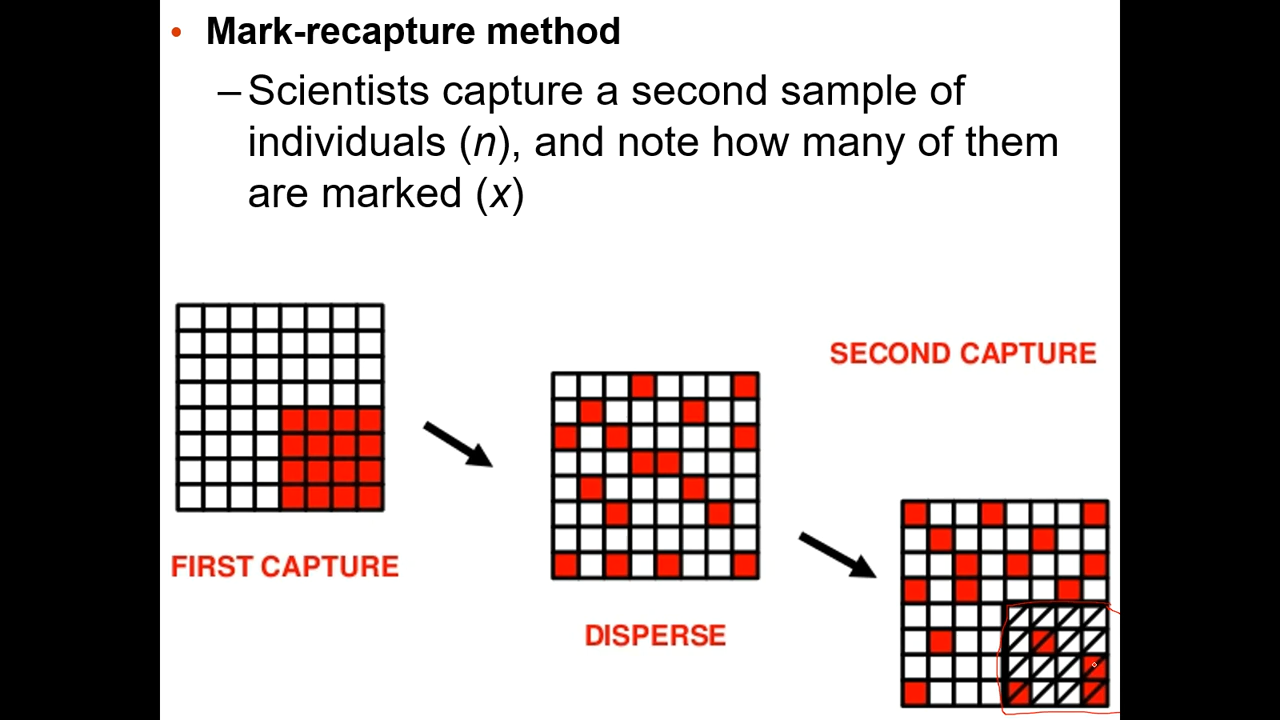 • Mark-recapture method
– Scientists capture a second sample of
individuals (n), and note how many of them
are marked (x)
SECOND CAPTURE
FIRST CAPTURE
DISPERSE